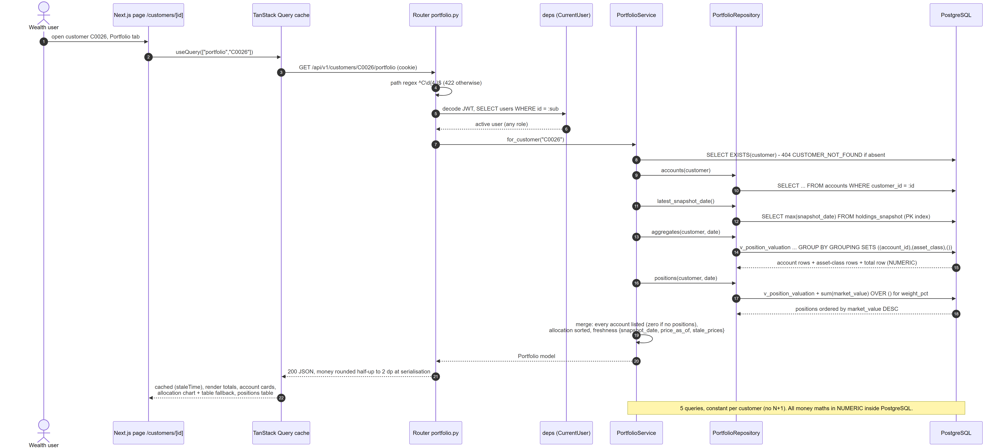 Wealth user
Next.js page /customers/[id]
TanStack Query cache
Router portfolio.py
deps (CurrentUser)
PortfolioService
PortfolioRepository
PostgreSQL
1
open customer C0026, Portfolio tab
2
useQuery(["portfolio","C0026"])
3
GET /api/v1/customers/C0026/portfolio (cookie)
path regex ^C\d{4,}$ (422 otherwise)
4
5
decode JWT, SELECT users WHERE id = :sub
active user (any role)
6
7
for_customer("C0026")
8
SELECT EXISTS(customer) - 404 CUSTOMER_NOT_FOUND if absent
9
accounts(customer)
10
SELECT ... FROM accounts WHERE customer_id = :id
11
latest_snapshot_date()
12
SELECT max(snapshot_date) FROM holdings_snapshot (PK index)
13
aggregates(customer, date)
14
v_position_valuation ... GROUP BY GROUPING SETS ((account_id),(asset_class),())
account rows + asset-class rows + total row (NUMERIC)
15
16
positions(customer, date)
17
v_position_valuation + sum(market_value) OVER () for weight_pct
positions ordered by market_value DESC
18
merge: every account listed (zero if no positions),
allocation sorted, freshness {snapshot_date, price_as_of, stale_prices}
19
Portfolio model
20
200 JSON, money rounded half-up to 2 dp at serialisation
21
cached (staleTime), render totals, account cards,
allocation chart + table fallback, positions table
22
5 queries, constant per customer (no N+1). All money maths in NUMERIC inside PostgreSQL.
Wealth user
Next.js page /customers/[id]
TanStack Query cache
Router portfolio.py
deps (CurrentUser)
PortfolioService
PortfolioRepository
PostgreSQL